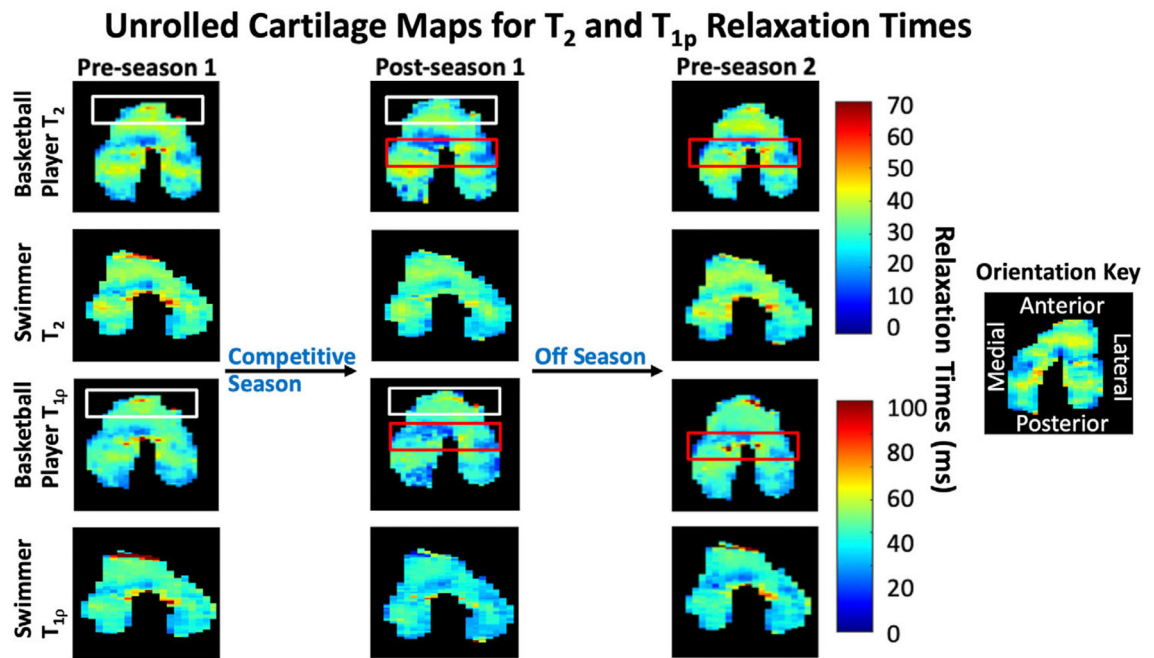 Unrolled Cartilage Maps for T2 and T1p Relaxation Times
Pre-season 1
Post-season 1
Pre-season 2
Basketball
Player T2
Swimmer
T2
Basketball
Player T1ρ
Swimmer
T1ρ
Competitive
Season
Off Season
70
60
50
40
30
20
10
0
100
80
60
40
20
0
Relaxation Times (ms)
Orientation Key
Anterior
Medial
Lateral
Posterior